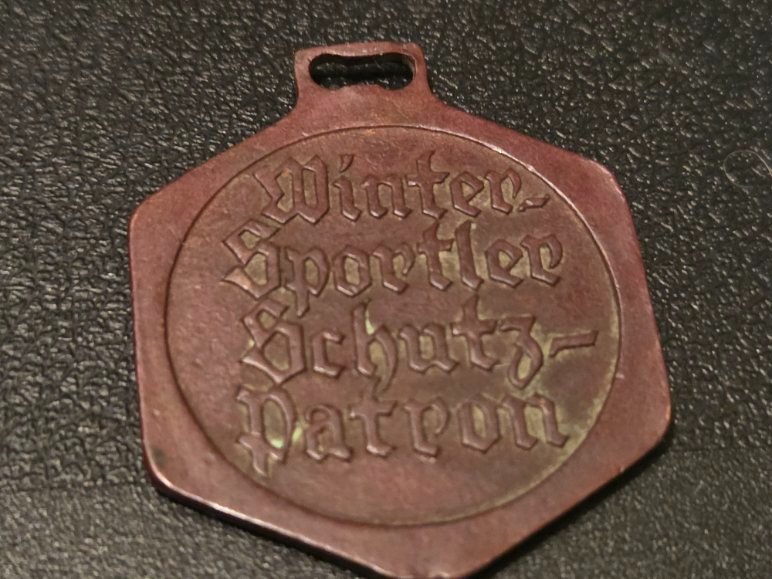 Winter-
Sportler
Schutz-
Patron